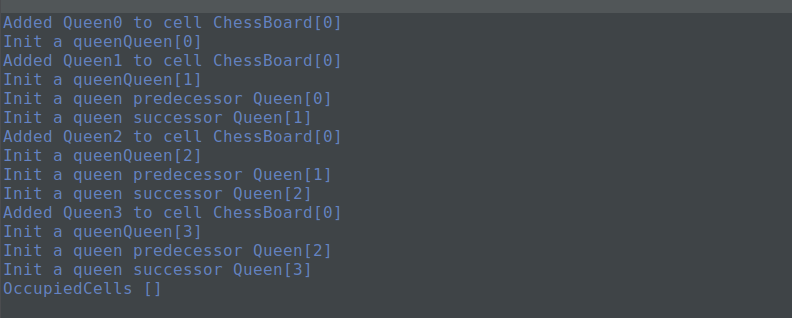 Added Queen0 to cell ChessBoard[0]
Init a queenQueen[0]
Added Queen1 to cell ChessBoard[0]
Init a queenQueen[1]
Init a queen predecessor Queen[0]
Init a queen successor Queen[1]
Added Queen2 to cell ChessBoard[0]
Init a queenQueen[2]
Init a queen predecessor Queen[1]
Init a queen successor Queen[2]
Added Queen3 to cell ChessBoard[0]
Init a queenQueen[3]
Init a queen predecessor Queen[2]
Init a queen successor Queen[3]
OccupiedCells []